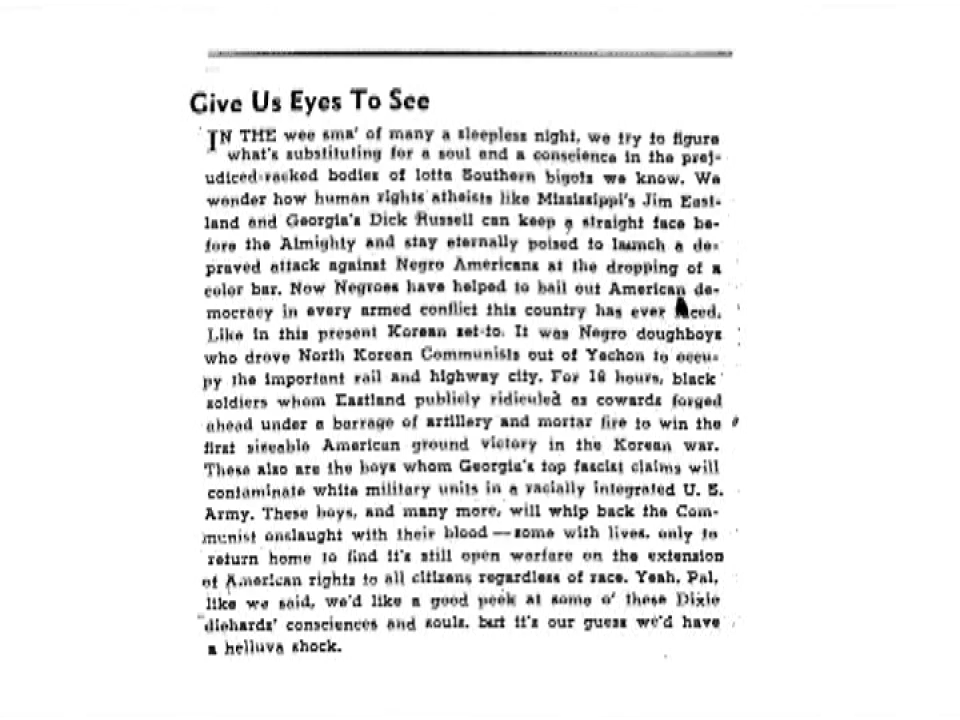 Give Us Eyes To See
IN THE wee sma' of many a sleepless night, we try to figure
what's substituting for a soul and a conscience in the prej-
udiced-racked bodies of lotta Southern bigots we know. We
wonder how human rights atheists like Mississippi's Jim East-
land and Georgia's Dick Russell can keep a straight face be-
fore the Almighty and stay eternally poised to launch a de-
praved attack against Negro Americans at the dropping of a
color bar. Now Negroes have helped to bail out American de-
mocracy in every armed conflict this country has ever faced.
Like in this present Korean set-to. It was Negro doughboys
who drove North Korean Communists out of Yechon to occu-
py the important rail and highway city. For 16 hours, black
soldiers whom Eastland publicly ridiculed as cowards forged
ahead under a barrage of artillery and mortar fire to win the
first sizeable American ground victory in the Korean war.
These also are the boys whom Georgia's top fascist claims will
contaminate white military units in a racially integrated U. S.
Army. These boys, and many more, will whip back the Com-
munist onslaught with their blood—some with lives, only to
return home to find it's still open warfare on the extension
of American rights to all citizens regardless of race. Yeah, Pal,
like we said, we'd like a good peek at some o' these Dixie
diehards' consciences and souls, but it's our guess we'd have
a helluva shock.